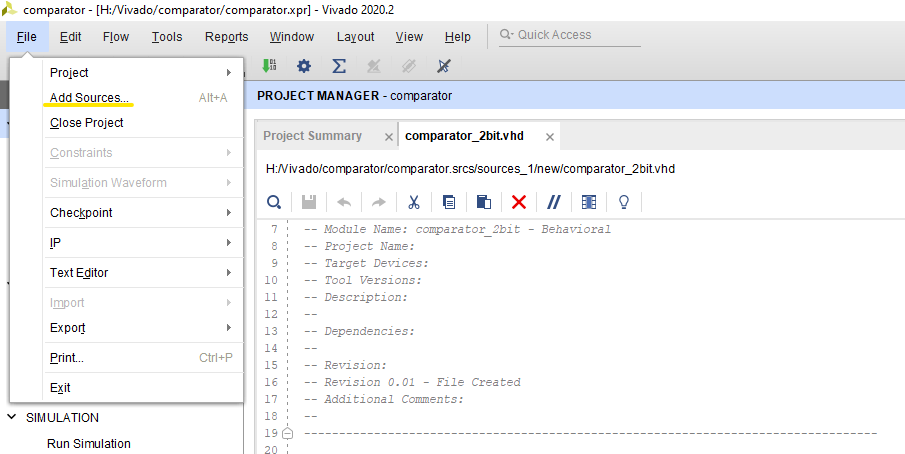 comparator - [H:/Vivado/comparator/comparator.xpr] - Vivado 2020.2
File Edit Flow Tools Reports Window Layout View Help Quick Access
Project
Add Sources... Alt+A
Close Project
Constraints
Simulation Waveform
Checkpoint
IP
Text Editor
Import
Export
Print... Ctrl+P
Exit
SIMULATION
Run Simulation
PROJECT MANAGER - comparator
Project Summary comparator_2bit.vhd
H:/Vivado/comparator/comparator.srcs/sources_1/new/comparator_2bit.vhd
7 -- Module Name: comparator_2bit - Behavioral
8 -- Project Name:
9 -- Target Devices:
10 -- Tool Versions:
11 -- Description:
12 --
13 -- Dependencies:
14 --
15 -- Revision:
16 -- Revision 0.01 - File Created
17 -- Additional Comments:
18 --
19 ----------------------------------------------------------------------------------
20